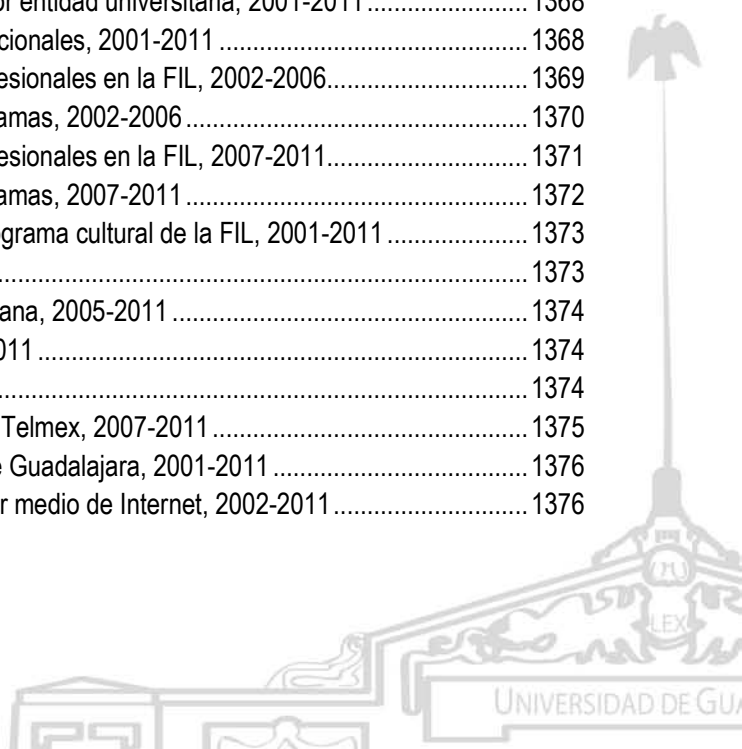 or entidad universitaria, 2001-2011 ............................ 1368
cionales, 2001-2011 ...................................................... 1368
esionales en la FIL, 2002-2006................................... 1369
amas, 2002-2006 ........................................................... 1370
esionales en la FIL, 2007-2011................................... 1371
amas, 2007-2011 ........................................................... 1372
ograma cultural de la FIL, 2001-2011 ........................ 1373
........................................................................................... 1373
ana, 2005-2011 .............................................................. 1374
011 .................................................................................... 1374
........................................................................................... 1374
Telmex, 2007-2011 ....................................................... 1375
e Guadalajara, 2001-2011 ............................................ 1376
r medio de Internet, 2002-2011 .................................. 1376
LEX
UNIVERSIDAD DE GUA